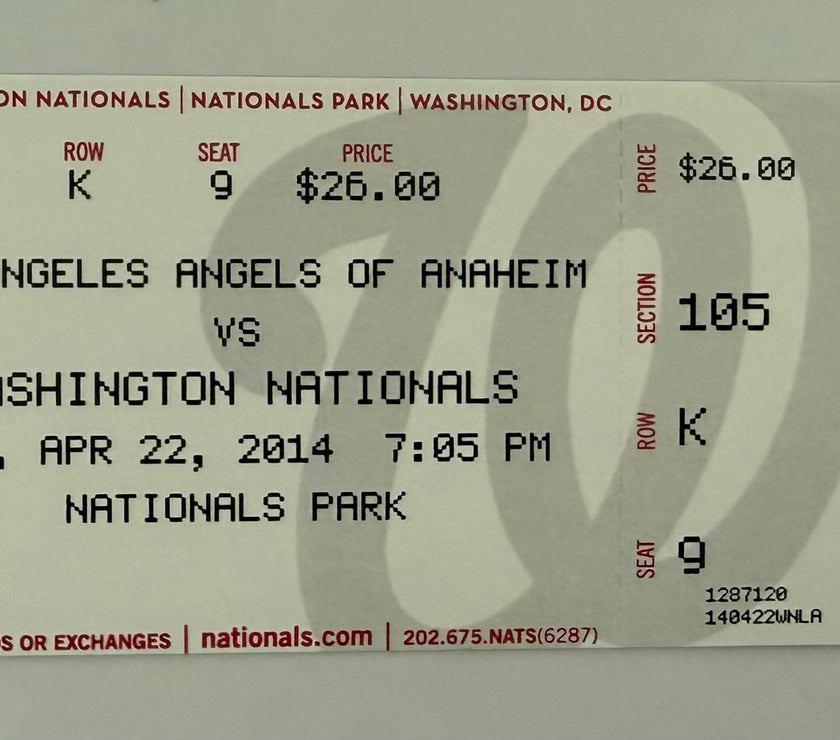 ON NATIONALS | NATIONALS PARK | WASHINGTON, DC
ROW SEAT PRICE
K 9 $26.00
NGELES ANGELS OF ANAHEIM
VS
ASHINGTON NATIONALS
, APR 22, 2014 7:05 PM
NATIONALS PARK
S OR EXCHANGES | nationals.com | 202.675.NATS(6287)
PRICE $26.00
SECTION 105
ROW K
SEAT 9
1287120
140422WNLA